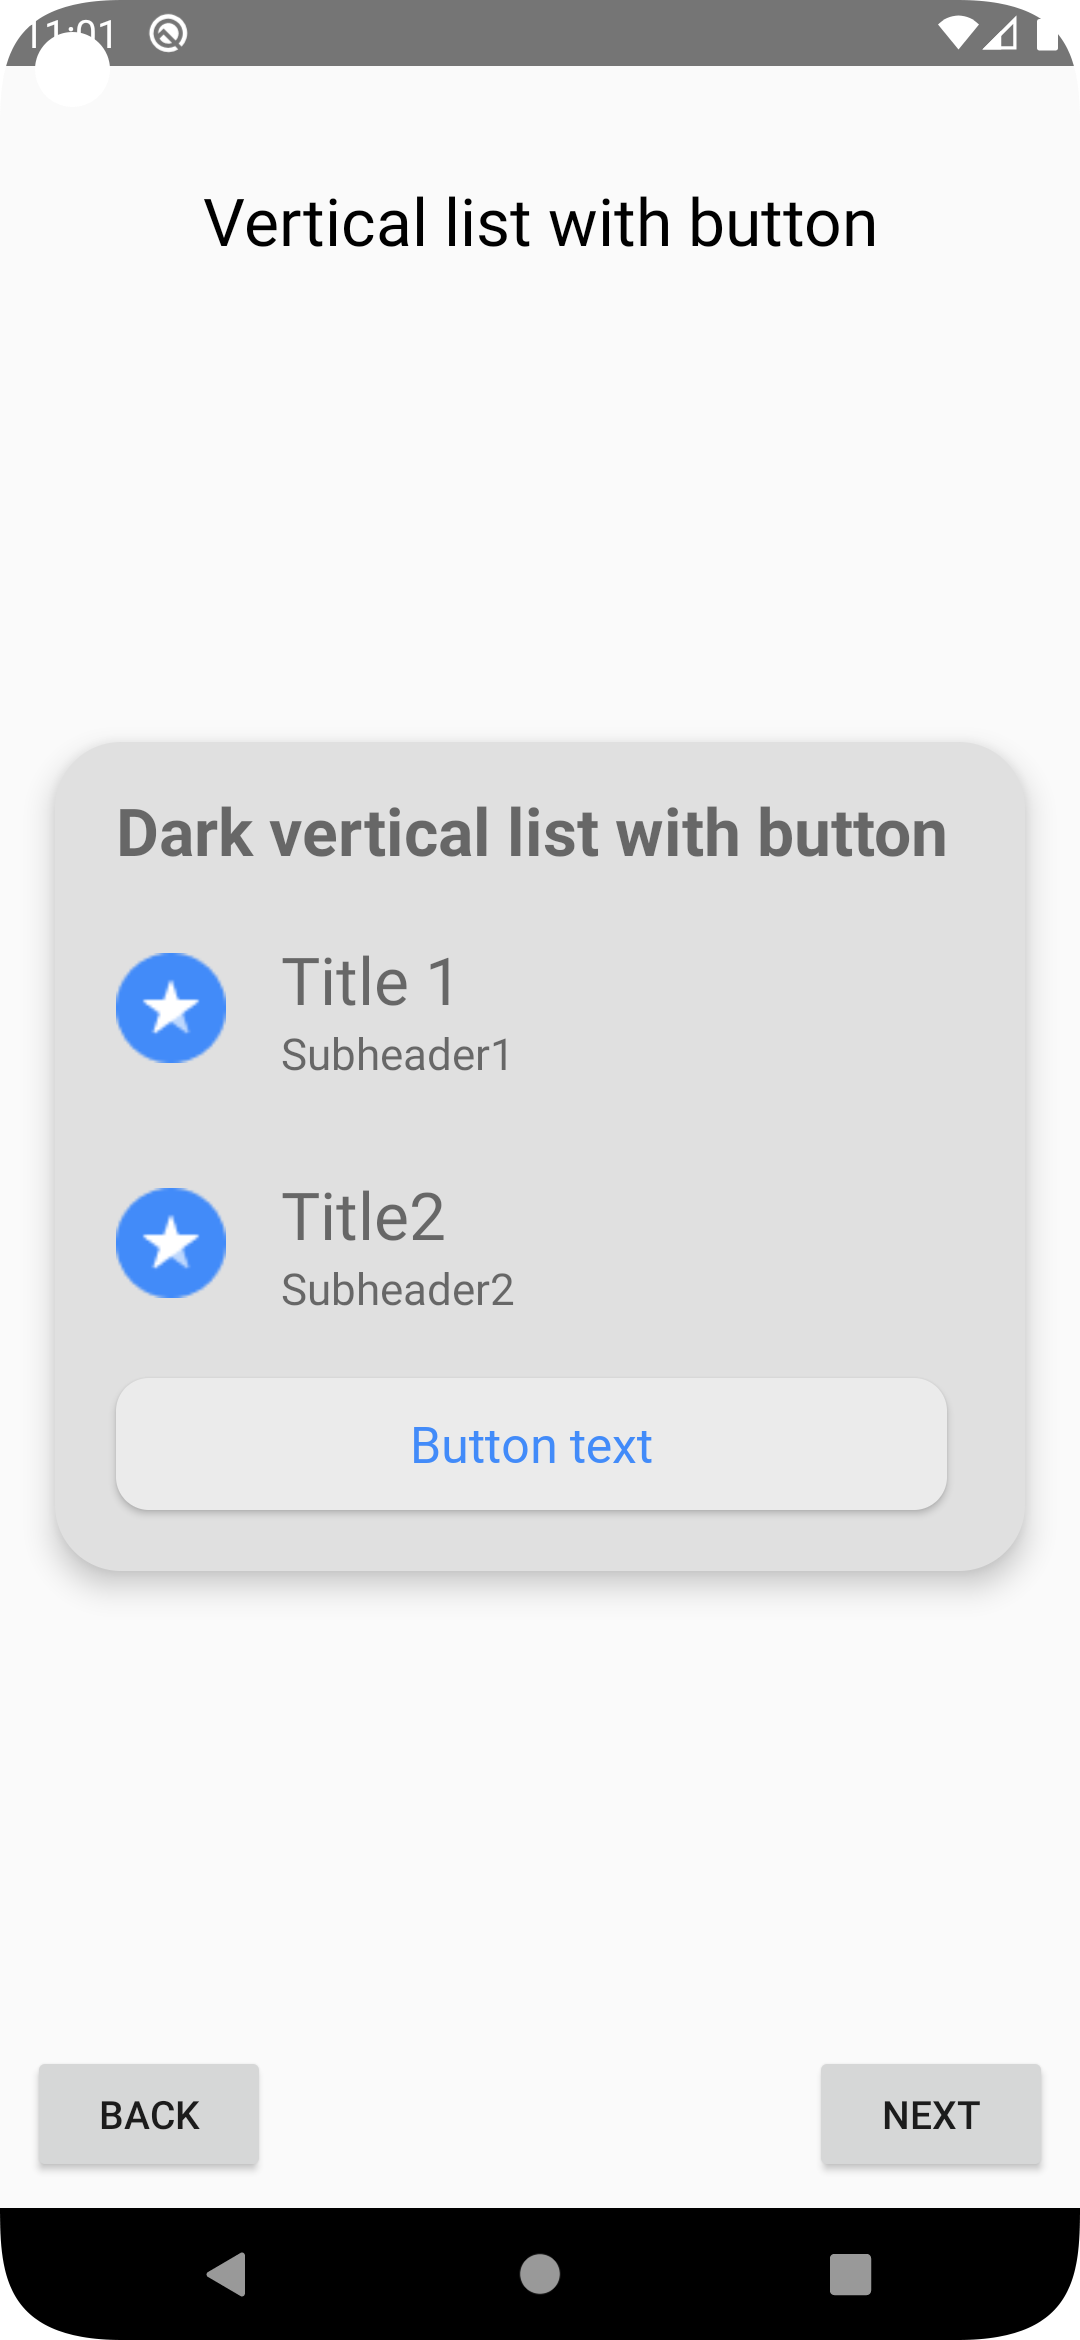 11:01
Vertical list with button
Dark vertical list with button
Title 1
Subheader1
Title2
Subheader2
Button text
BACK
NEXT